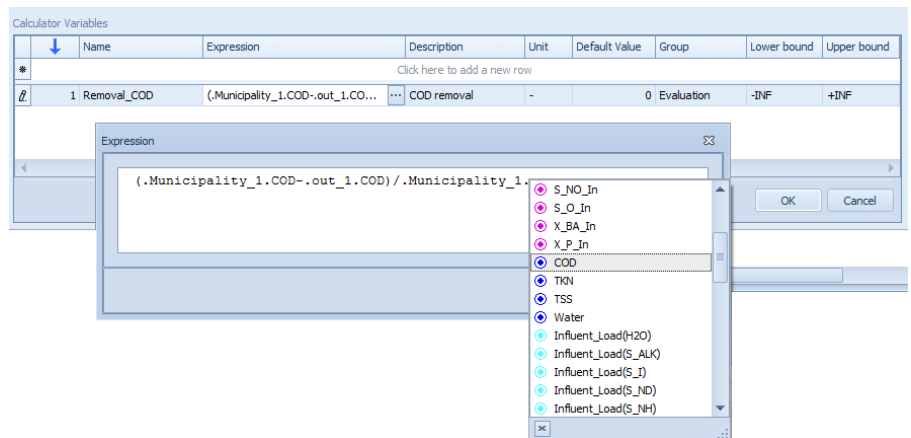 Calculator Variables
Name Expression Description Unit Default Value Group Lower bound Upper bound
Click here to add a new row
1 Removal_COD (.Municipality_1.COD-.out_1.CO... ... COD removal - 0 Evaluation -INF +INF
Expression
(.Municipality_1.COD-.out_1.COD)/.Municipality_1.
S_NO_In
S_O_In
X_BA_In
X_P_In
COD
TKN
TSS
Water
Influent_Load(H2O)
Influent_Load(S_ALK)
Influent_Load(S_I)
Influent_Load(S_ND)
Influent_Load(S_NH)
OK Cancel